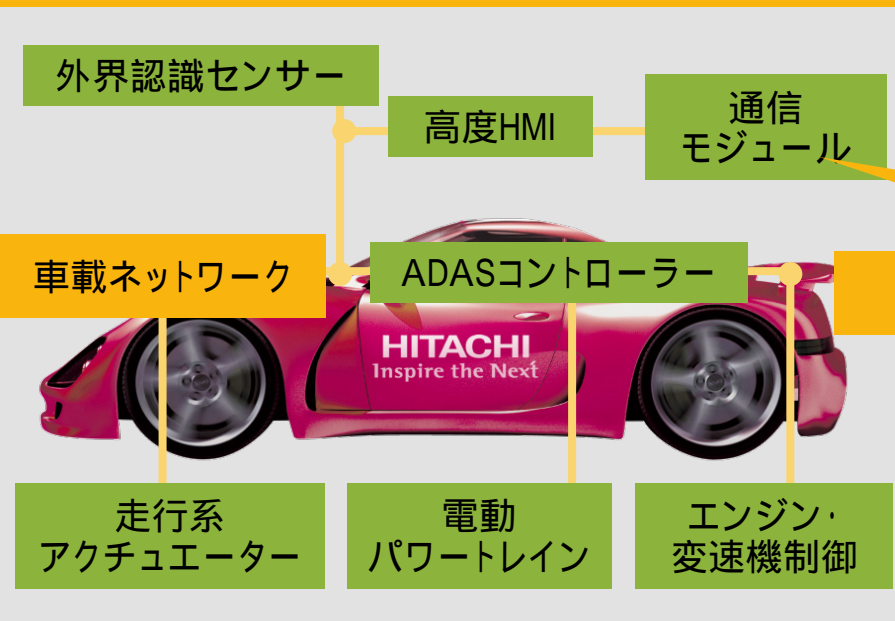 外界認識センサー
高度HMI
通信
モジュール
車載ネットワーク
ADASコントローラー
HITACHI
Inspire the Next
走行系
アクチュエーター
電動
パワートレイン
エンジン・
変速機制御